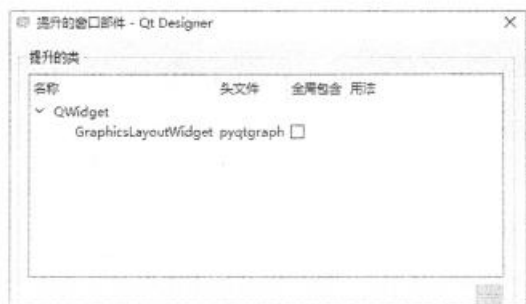 提升的窗口部件 - Qt Designer
提升的类
名称 头文件 全局包含 用法
QWidget
GraphicsLayoutWidget pyqtgraph